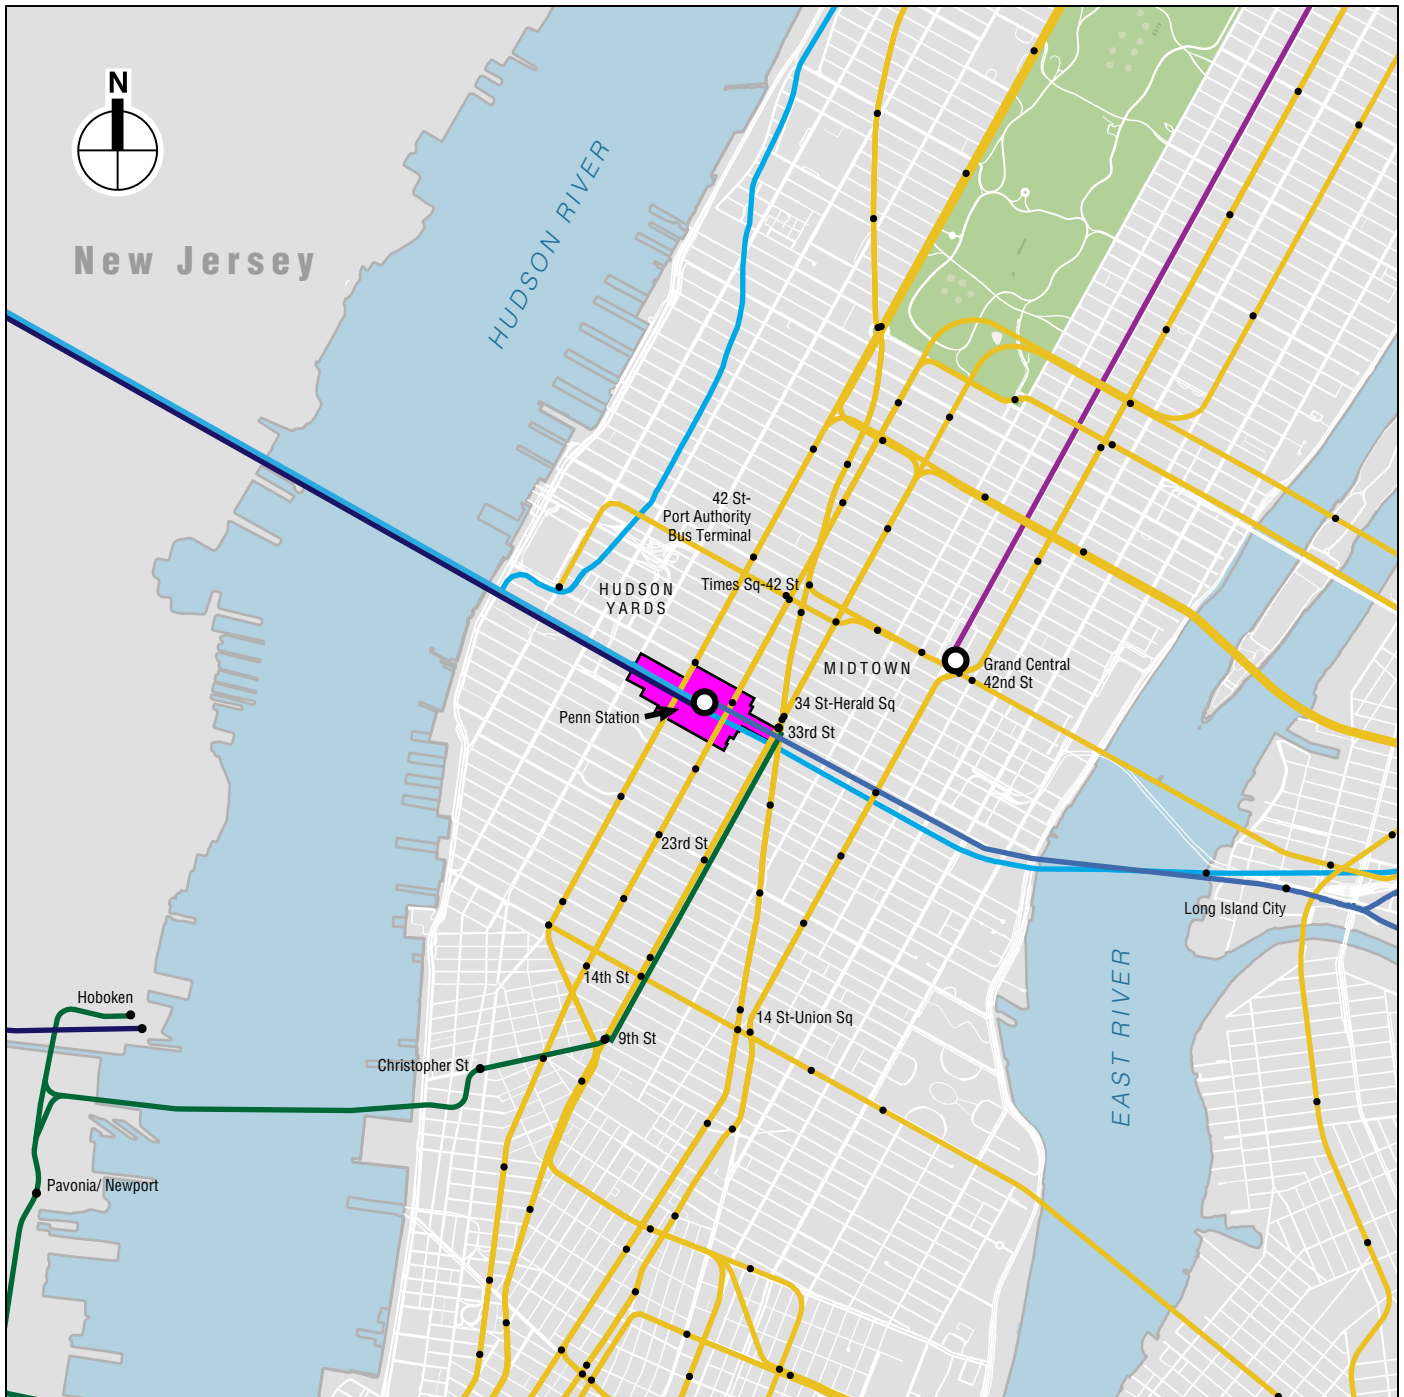 N
New Jersey
HUDSON RIVER
42 St-
Port Authority
Bus Terminal
Times Sq-42 St
HUDSON
YARDS
MIDTOWN
Grand Central
42nd St
34 St-Herald Sq
Penn Station
33rd St
23rd St
Long Island City
EAST RIVER
14th St
Hoboken
14 St-Union Sq
9th St
Christopher St
Pavonia/ Newport